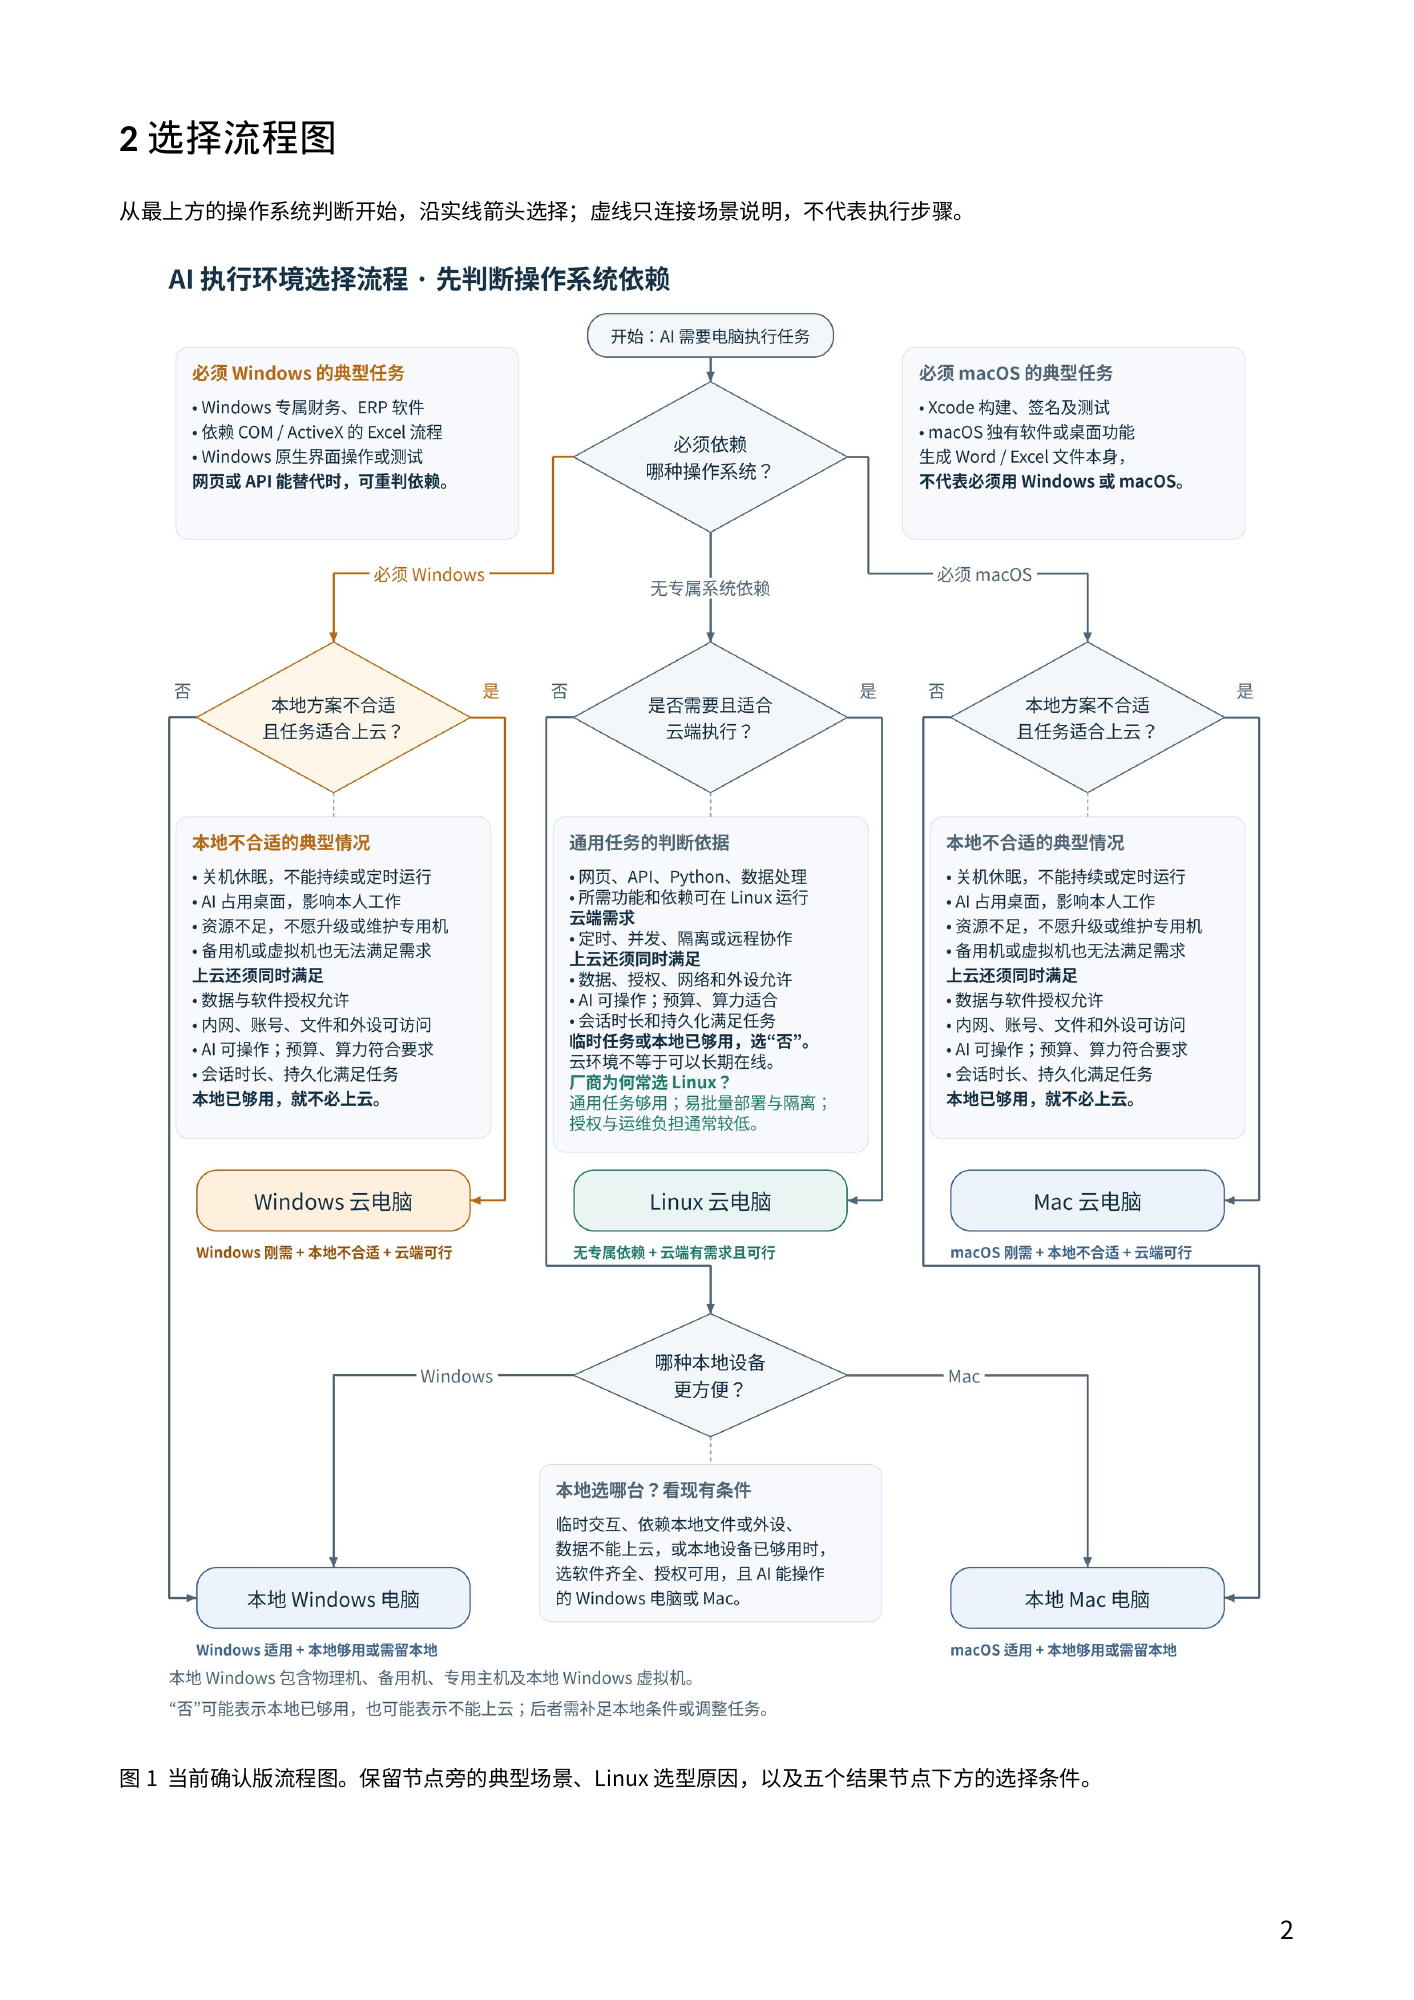 2 选择流程图
从最上方的操作系统判断开始，沿实线箭头选择；虚线只连接场景说明，不代表执行步骤。
AI 执行环境选择流程 · 先判断操作系统依赖
开始：AI 需要电脑执行任务
必须 Windows 的典型任务
• Windows 专属财务、ERP 软件
• 依赖 COM / ActiveX 的 Excel 流程
• Windows 原生界面操作或测试
网页或 API 能替代时，可重判依赖。
必须依赖
哪种操作系统？
必须 macOS 的典型任务
• Xcode 构建、签名及测试
• macOS 独有软件或桌面功能
生成 Word / Excel 文件本身，
不代表必须用 Windows 或 macOS。
必须 Windows
无专属系统依赖
必须 macOS
否
本地方案不合适
且任务适合上云？
是
否
是否需要且适合
云端执行？
是
否
本地方案不合适
且任务适合上云？
是
本地不合适的典型情况
• 关机休眠，不能持续或定时运行
• AI 占用桌面，影响本人工作
• 资源不足，不愿升级或维护专用机
• 备用机或虚拟机也无法满足需求
上云还须同时满足
• 数据与软件授权允许
• 内网、账号、文件和外设可访问
• AI 可操作；预算、算力符合要求
• 会话时长、持久化满足任务
本地已够用，就不必上云。
通用任务的判断依据
• 网页、API、Python、数据处理
• 所需功能和依赖可在 Linux 运行
云端需求
• 定时、并发、隔离或远程协作
上云还须同时满足
• 数据、授权、网络和外设允许
• AI 可操作；预算、算力适合
• 会话时长和持久化满足任务
临时任务或本地已够用，选“否”。
云环境不等于可以长期在线。
厂商为何常选 Linux？
通用任务够用；易批量部署与隔离；
授权与运维负担通常较低。
本地不合适的典型情况
• 关机休眠，不能持续或定时运行
• AI 占用桌面，影响本人工作
• 资源不足，不愿升级或维护专用机
• 备用机或虚拟机也无法满足需求
上云还须同时满足
• 数据与软件授权允许
• 内网、账号、文件和外设可访问
• AI 可操作；预算、算力符合要求
• 会话时长、持久化满足任务
本地已够用，就不必上云。
Windows 云电脑
Windows 刚需 + 本地不合适 + 云端可行
Linux 云电脑
无专属依赖 + 云端有需求且可行
Mac 云电脑
macOS 刚需 + 本地不合适 + 云端可行
Windows
哪种本地设备
更方便？
Mac
本地选哪台？看现有条件
临时交互、依赖本地文件或外设、
数据不能上云，或本地设备已够用时，
选软件齐全、授权可用，且 AI 能操作
的 Windows 电脑或 Mac。
本地 Windows 电脑
Windows 适用 + 本地够用或需留本地
本地 Mac 电脑
macOS 适用 + 本地够用或需留本地
本地 Windows 包含物理机、备用机、专用主机及本地 Windows 虚拟机。
“否”可能表示本地已够用，也可能表示不能上云；后者需补足本地条件或调整任务。
图 1 当前确认版流程图。保留节点旁的典型场景、Linux 选型原因，以及五个结果节点下方的选择条件。
2